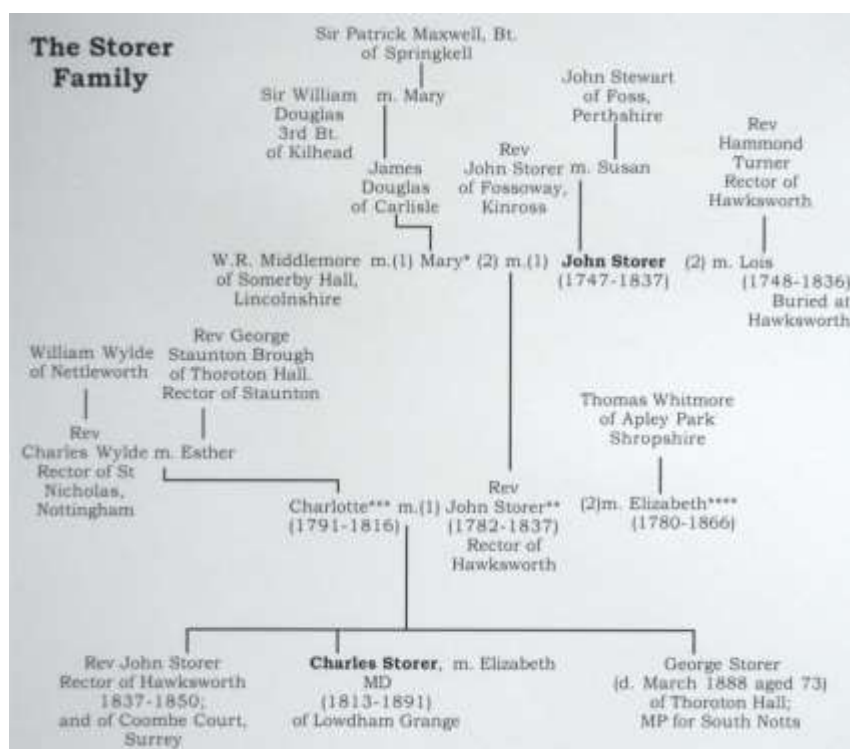 The Storer
Family
Sir Patrick Maxwell, Bt.
of Springkell
Sir William
Douglas
3rd Bt.
of Kilhead
m. Mary
John Stewart
of Foss,
Perthshire
Rev
Hammond
Turner
Rector of
Hawksworth
James
Douglas
of Carlisle
Rev
John Storer m. Susan
of Fossoway,
Kinross
W.R. Middlemore m.(1) Mary* (2) m.(1) John Storer (2) m. Lois
of Somerby Hall,
Lincolnshire
(1747-1837)
(1748-1836)
Buried at
Hawksworth
William Wylde
of Nettleworth
Rev George
Staunton Brough
of Thoroton Hall.
Rector of Staunton
Thomas Whitmore
of Apley Park
Shropshire
Rev
Charles Wylde m. Esther
Rector of St
Nicholas,
Nottingham
Charlotte*** m.(1)
(1791-1816)
Rev
John Storer**
(1782-1837)
Rector of
Hawksworth
(2)m. Elizabeth****
(1780-1866)
Rev John Storer
Rector of Hawksworth
1837-1850;
and of Coombe Court,
Surrey
Charles Storer, m. Elizabeth
MD
(1813-1891)
of Lowdham Grange
George Storer
(d. March 1888 aged 73)
of Thoroton Hall;
MP for South Notts